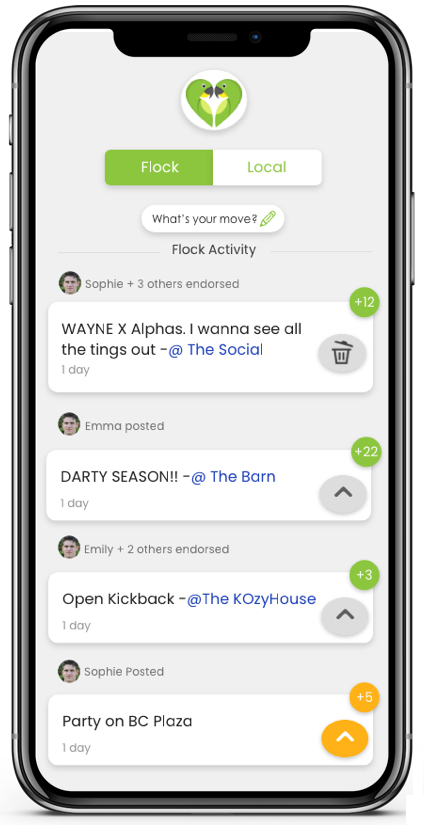 Flock
Local
What's your move?
Flock Activity
Sophie + 3 others endorsed
+12
WAYNE X Alphas. I wanna see all
the tings out -@ The Social
1 day
Emma posted
+22
DARTY SEASON!! -@ The Barn
1 day
Emily + 2 others endorsed
+3
Open Kickback -@The KOzyHouse
1 day
Sophie Posted
+5
Party on BC Plaza
1 day